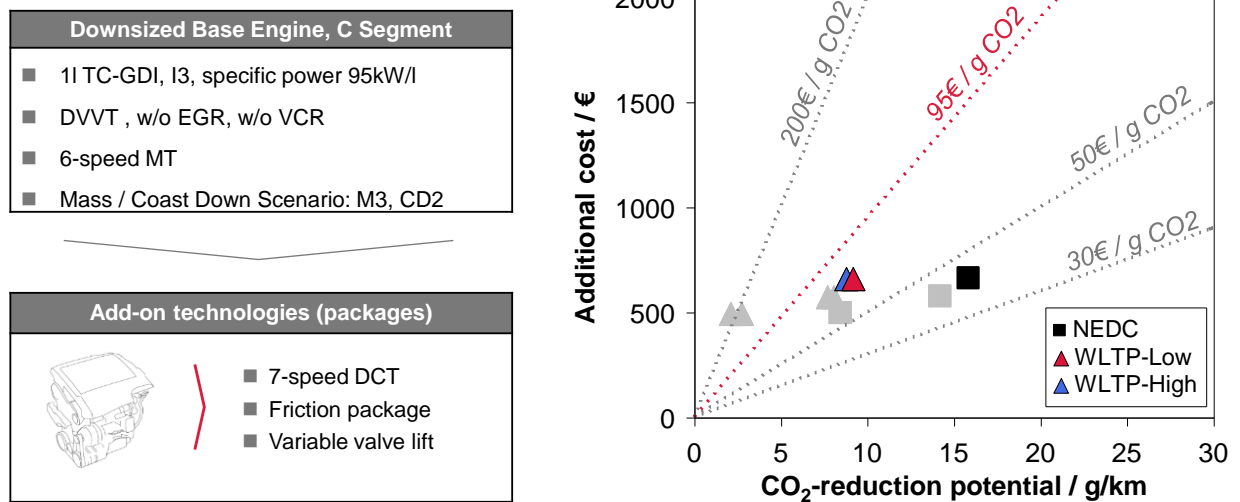 Downsized Base Engine, C Segment
1l TC-GDI, I3, specific power 95kW/l
DVVT , w/o EGR, w/o VCR
6-speed MT
Mass / Coast Down Scenario: M3, CD2
Add-on technologies (packages)
7-speed DCT
Friction package
Variable valve lift
Additional cost / €
2000
1500
1000
500
0
200€ / g CO2
95€ / g CO2
50€ / g CO2
30€ / g CO2
NEDC
WLTP-Low
WLTP-High
0 5 10 15 20 25 30
CO₂-reduction potential / g/km